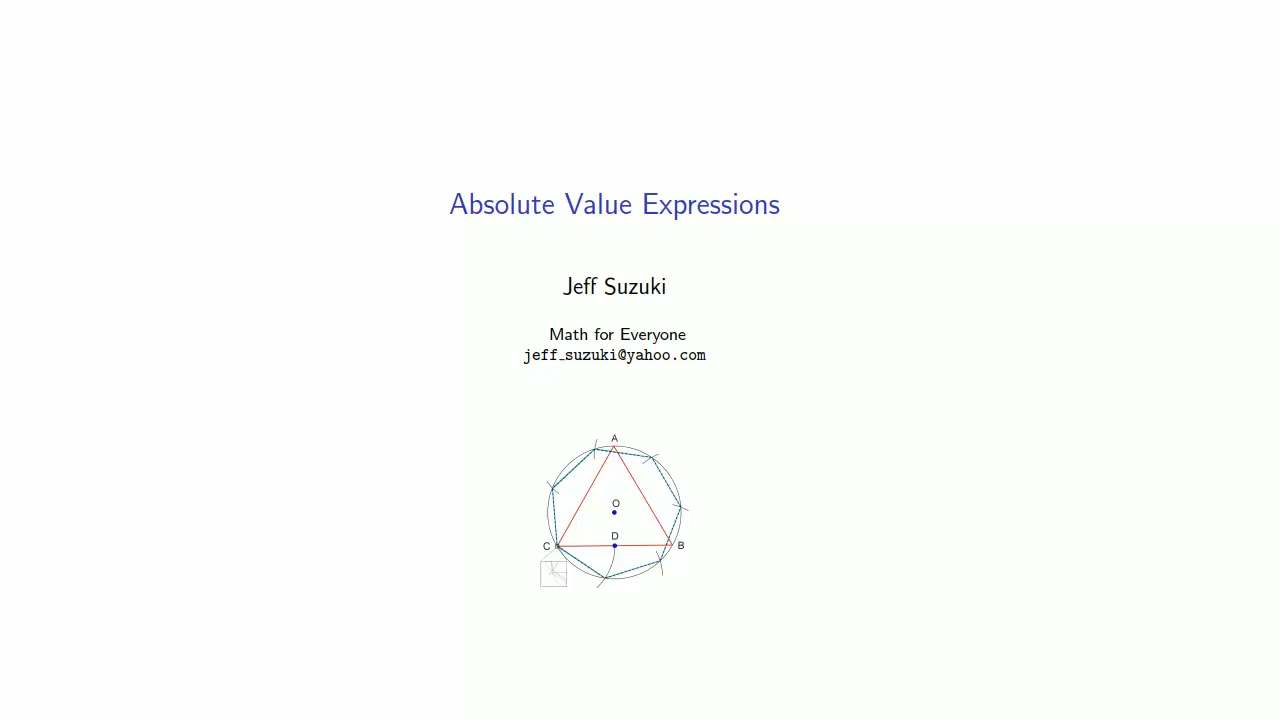 Absolute Value Expressions
Jeff Suzuki
Math for Everyone
jeff_suzuki@yahoo.com
A
O
D
C
B